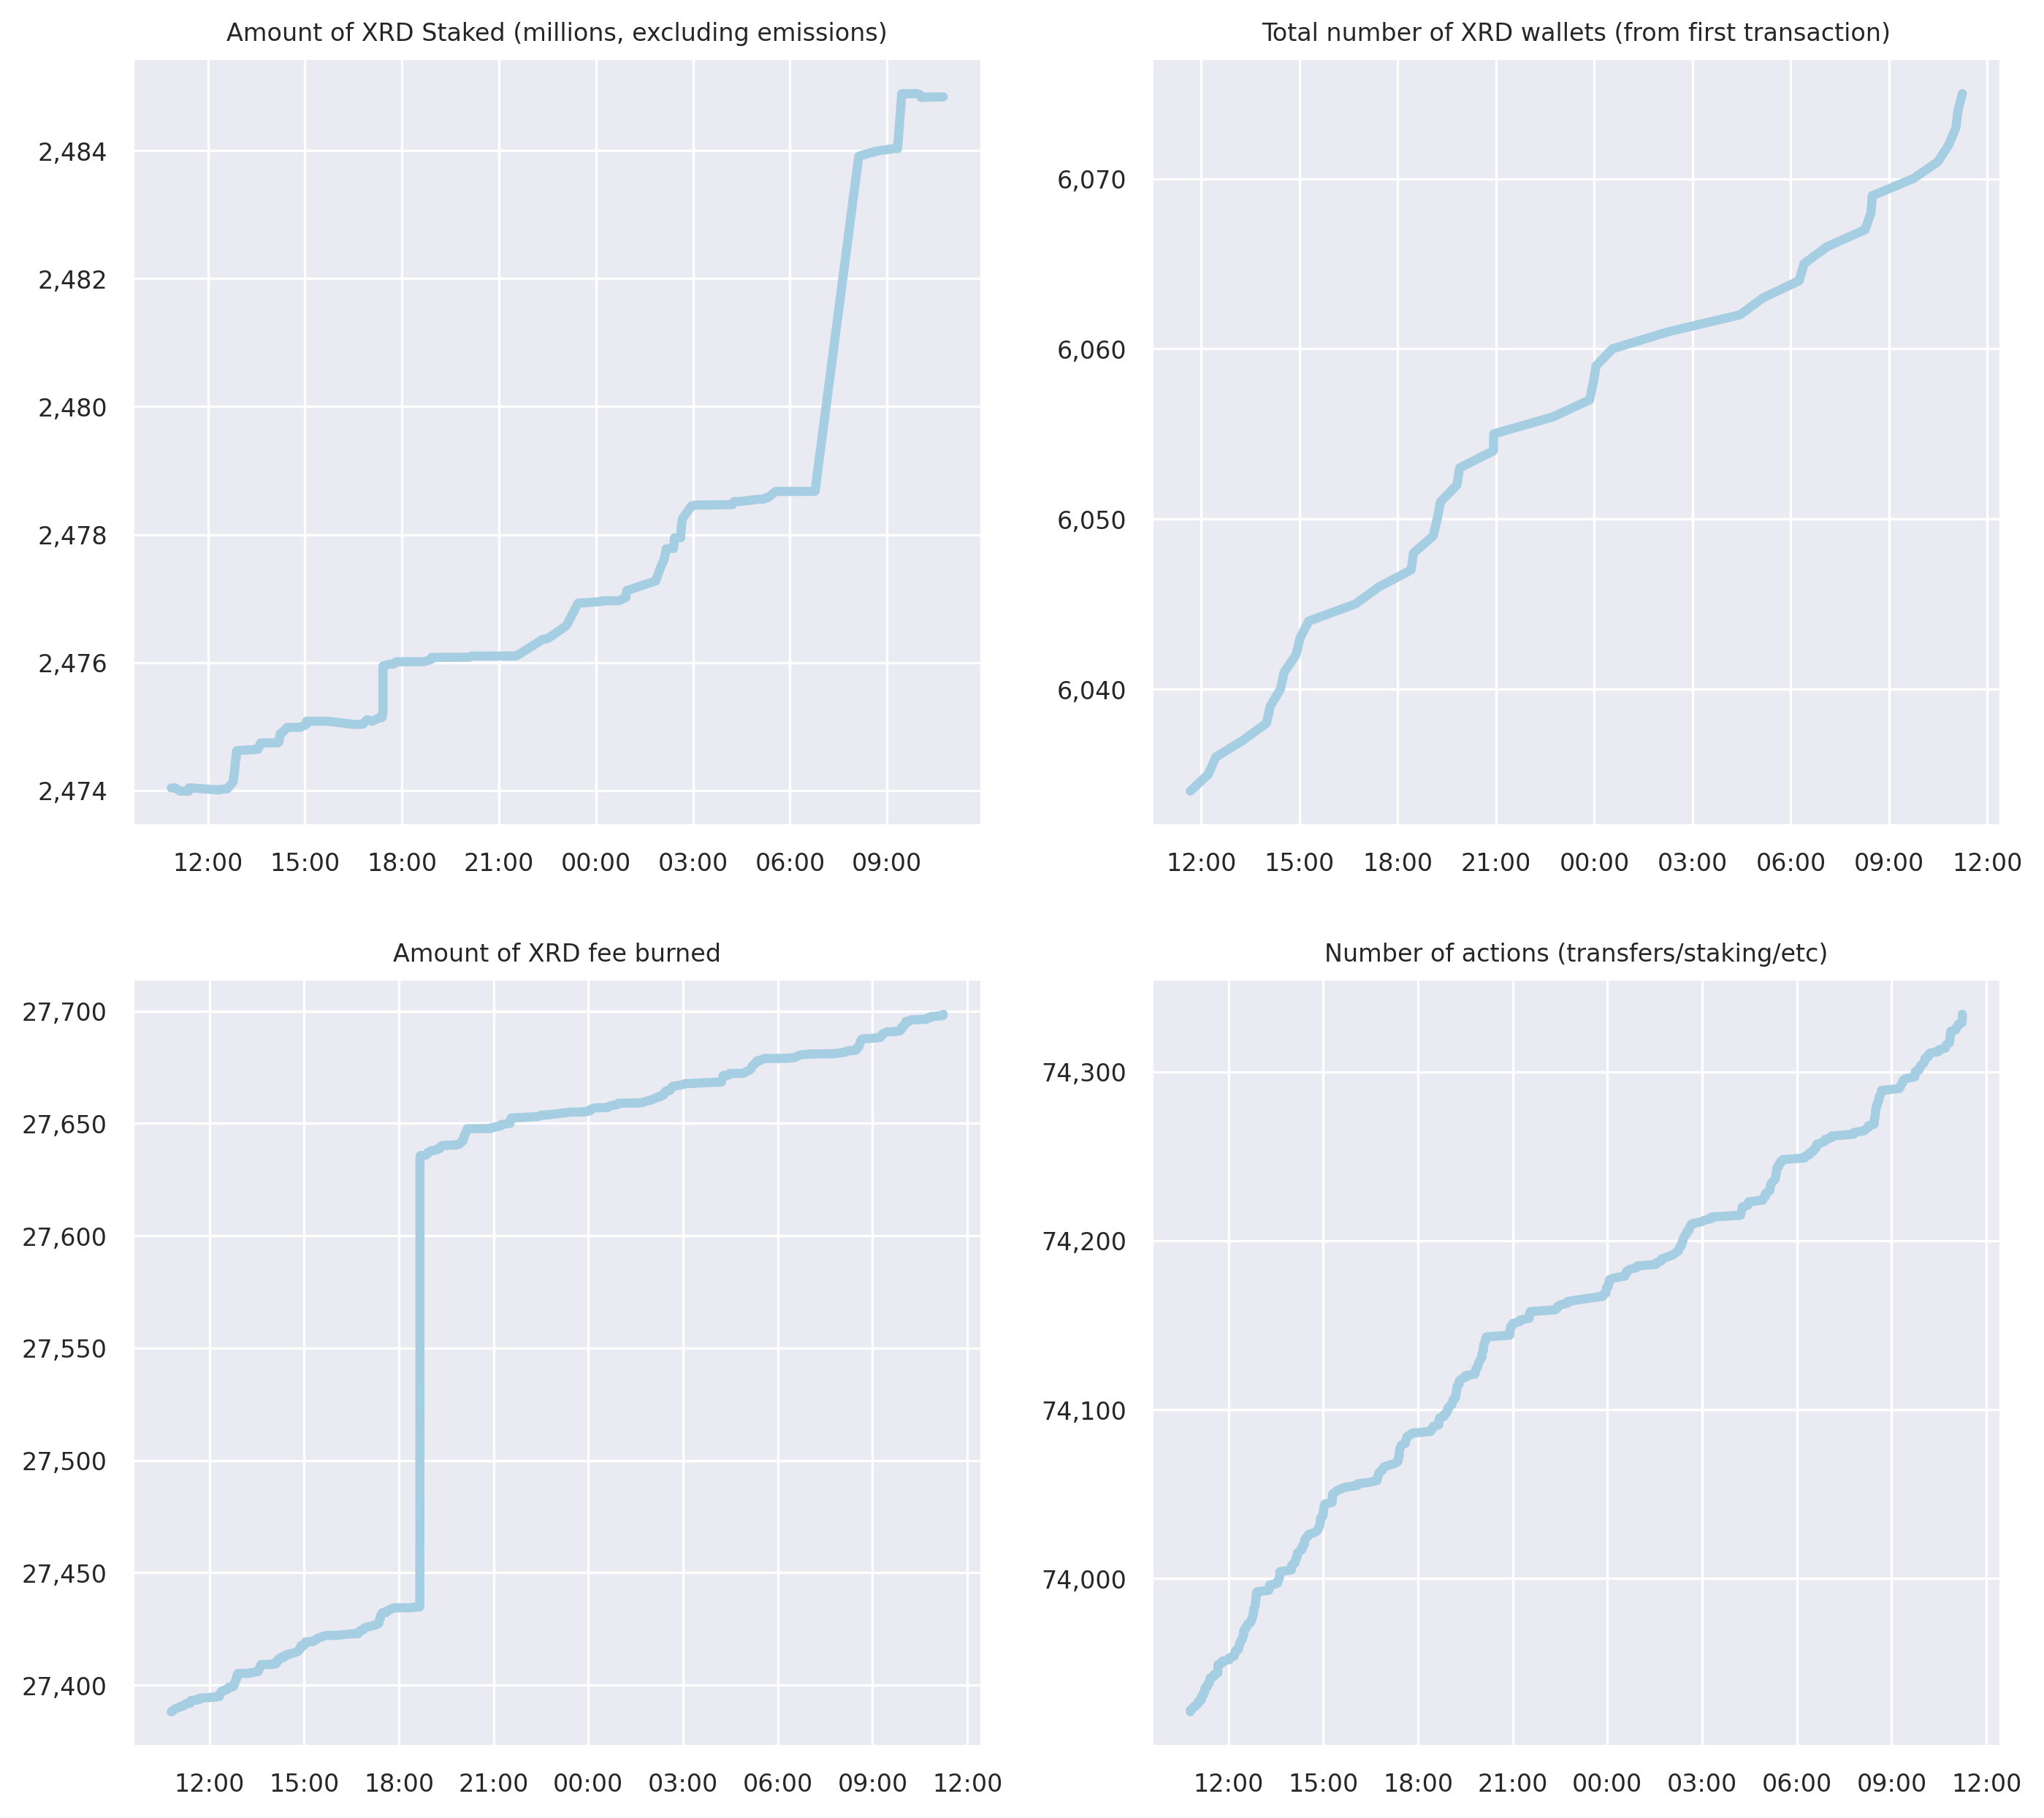 Amount of XRD Staked (millions, excluding emissions)
2,484
2,482
2,480
2,478
2,476
2,474
12:00 15:00 18:00 21:00 00:00 03:00 06:00 09:00
Total number of XRD wallets (from first transaction)
6,070
6,060
6,050
6,040
12:00 15:00 18:00 21:00 00:00 03:00 06:00 09:00 12:00
Amount of XRD fee burned
27,700
27,650
27,600
27,550
27,500
27,450
27,400
12:00 15:00 18:00 21:00 00:00 03:00 06:00 09:00 12:00
Number of actions (transfers/staking/etc)
74,300
74,200
74,100
74,000
12:00 15:00 18:00 21:00 00:00 03:00 06:00 09:00 12:00